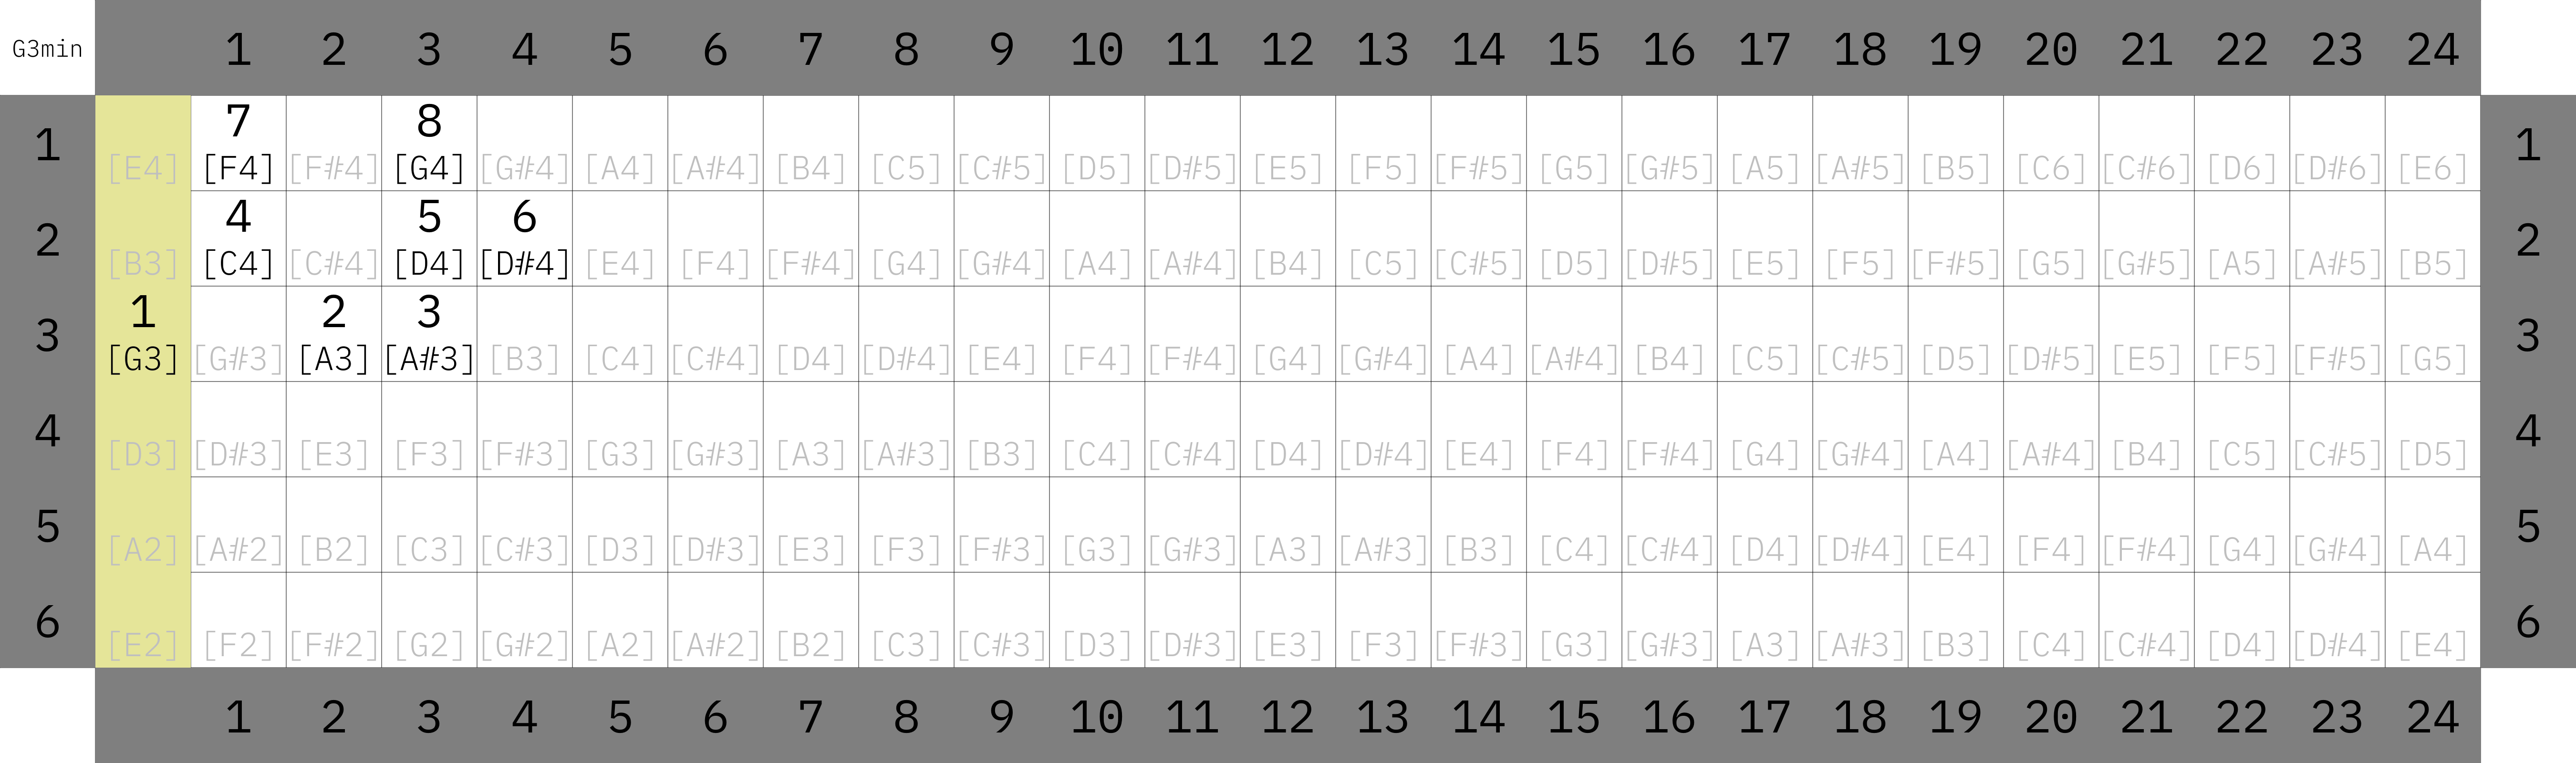 G3min 1 2 3 4 5 6 7 8 9 10 11 12 13 14 15 16 17 18 19 20 21 22 23 24
7 8
1 [E4] [F4] [F#4] [G4] [G#4] [A4] [A#4] [B4] [C5] [C#5] [D5] [D#5] [E5] [F5] [F#5] [G5] [G#5] [A5] [A#5] [B5] [C6] [C#6] [D6] [D#6] [E6] 1
4 5 6
2 [B3] [C4] [C#4] [D4] [D#4] [E4] [F4] [F#4] [G4] [G#4] [A4] [A#4] [B4] [C5] [C#5] [D5] [D#5] [E5] [F5] [F#5] [G5] [G#5] [A5] [A#5] [B5] 2
1 2 3
3 [G3] [G#3] [A3] [A#3] [B3] [C4] [C#4] [D4] [D#4] [E4] [F4] [F#4] [G4] [G#4] [A4] [A#4] [B4] [C5] [C#5] [D5] [D#5] [E5] [F5] [F#5] [G5] 3
4 [D3] [D#3] [E3] [F3] [F#3] [G3] [G#3] [A3] [A#3] [B3] [C4] [C#4] [D4] [D#4] [E4] [F4] [F#4] [G4] [G#4] [A4] [A#4] [B4] [C5] [C#5] [D5] 4
5 [A2] [A#2] [B2] [C3] [C#3] [D3] [D#3] [E3] [F3] [F#3] [G3] [G#3] [A3] [A#3] [B3] [C4] [C#4] [D4] [D#4] [E4] [F4] [F#4] [G4] [G#4] [A4] 5
6 [E2] [F2] [F#2] [G2] [G#2] [A2] [A#2] [B2] [C3] [C#3] [D3] [D#3] [E3] [F3] [F#3] [G3] [G#3] [A3] [A#3] [B3] [C4] [C#4] [D4] [D#4] [E4] 6
1 2 3 4 5 6 7 8 9 10 11 12 13 14 15 16 17 18 19 20 21 22 23 24